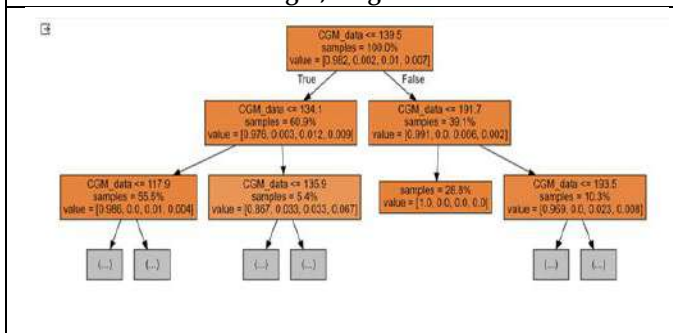 CGM_data <= 139.5
samples = 100.0%
value = [0.982, 0.002, 0.01, 0.007]
True
False
CGM_data <= 134.1
samples = 60.9%
value = [0.976, 0.003, 0.012, 0.009]
CGM_data <= 191.7
samples = 39.1%
value = [0.991, 0.0, 0.006, 0.002]
CGM_data <= 117.9
samples = 55.5%
value = [0.986, 0.0, 0.01, 0.004]
CGM_data <= 135.9
samples = 5.4%
value = [0.867, 0.033, 0.033, 0.067]
samples = 28.8%
value = [1.0, 0.0, 0.0, 0.0]
CGM_data <= 193.5
samples = 10.3%
value = [0.969, 0.0, 0.023, 0.008]
(...)
(...)
(...)
(...)
(...)
(...)